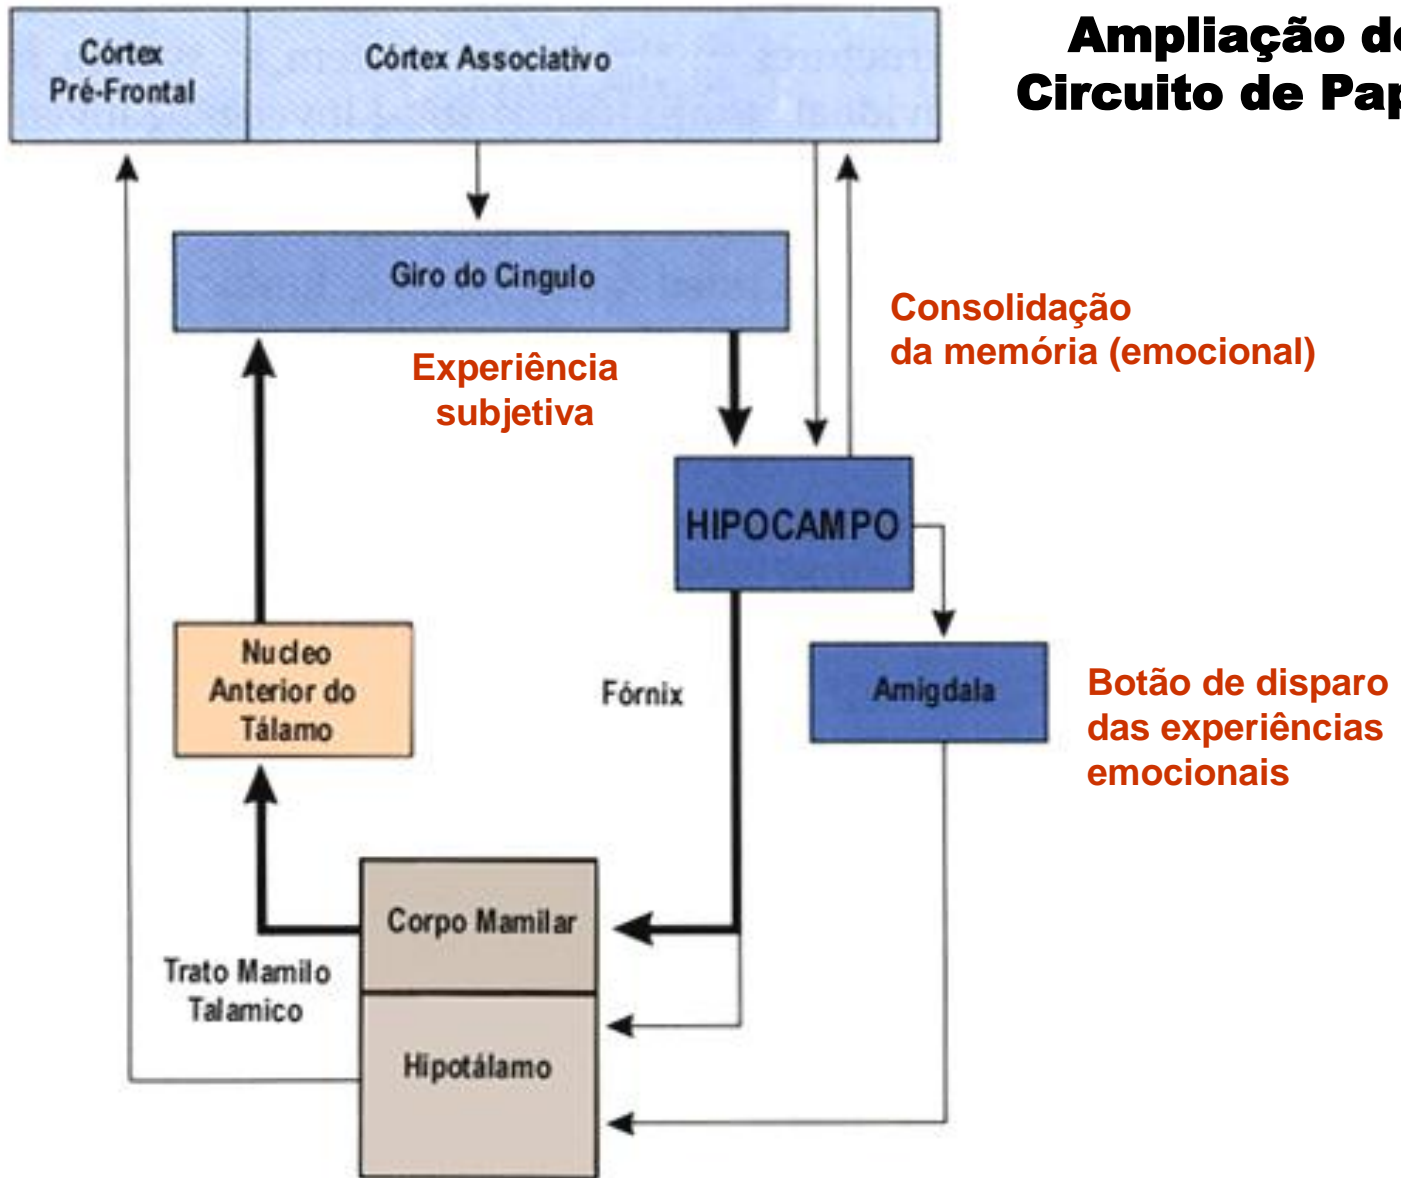 Ampliação do
Circuito de Pap
Córtex
Pré-Frontal
Córtex Associativo
Giro do Cingulo
Experiência
subjetiva
Consolidação
da memória (emocional)
HIPOCAMPO
Nucleo
Anterior do
Tálamo
Fórnix
Amigdala
Botão de disparo
das experiências
emocionais
Corpo Mamilar
Trato Mamilo
Talamico
Hipotálamo